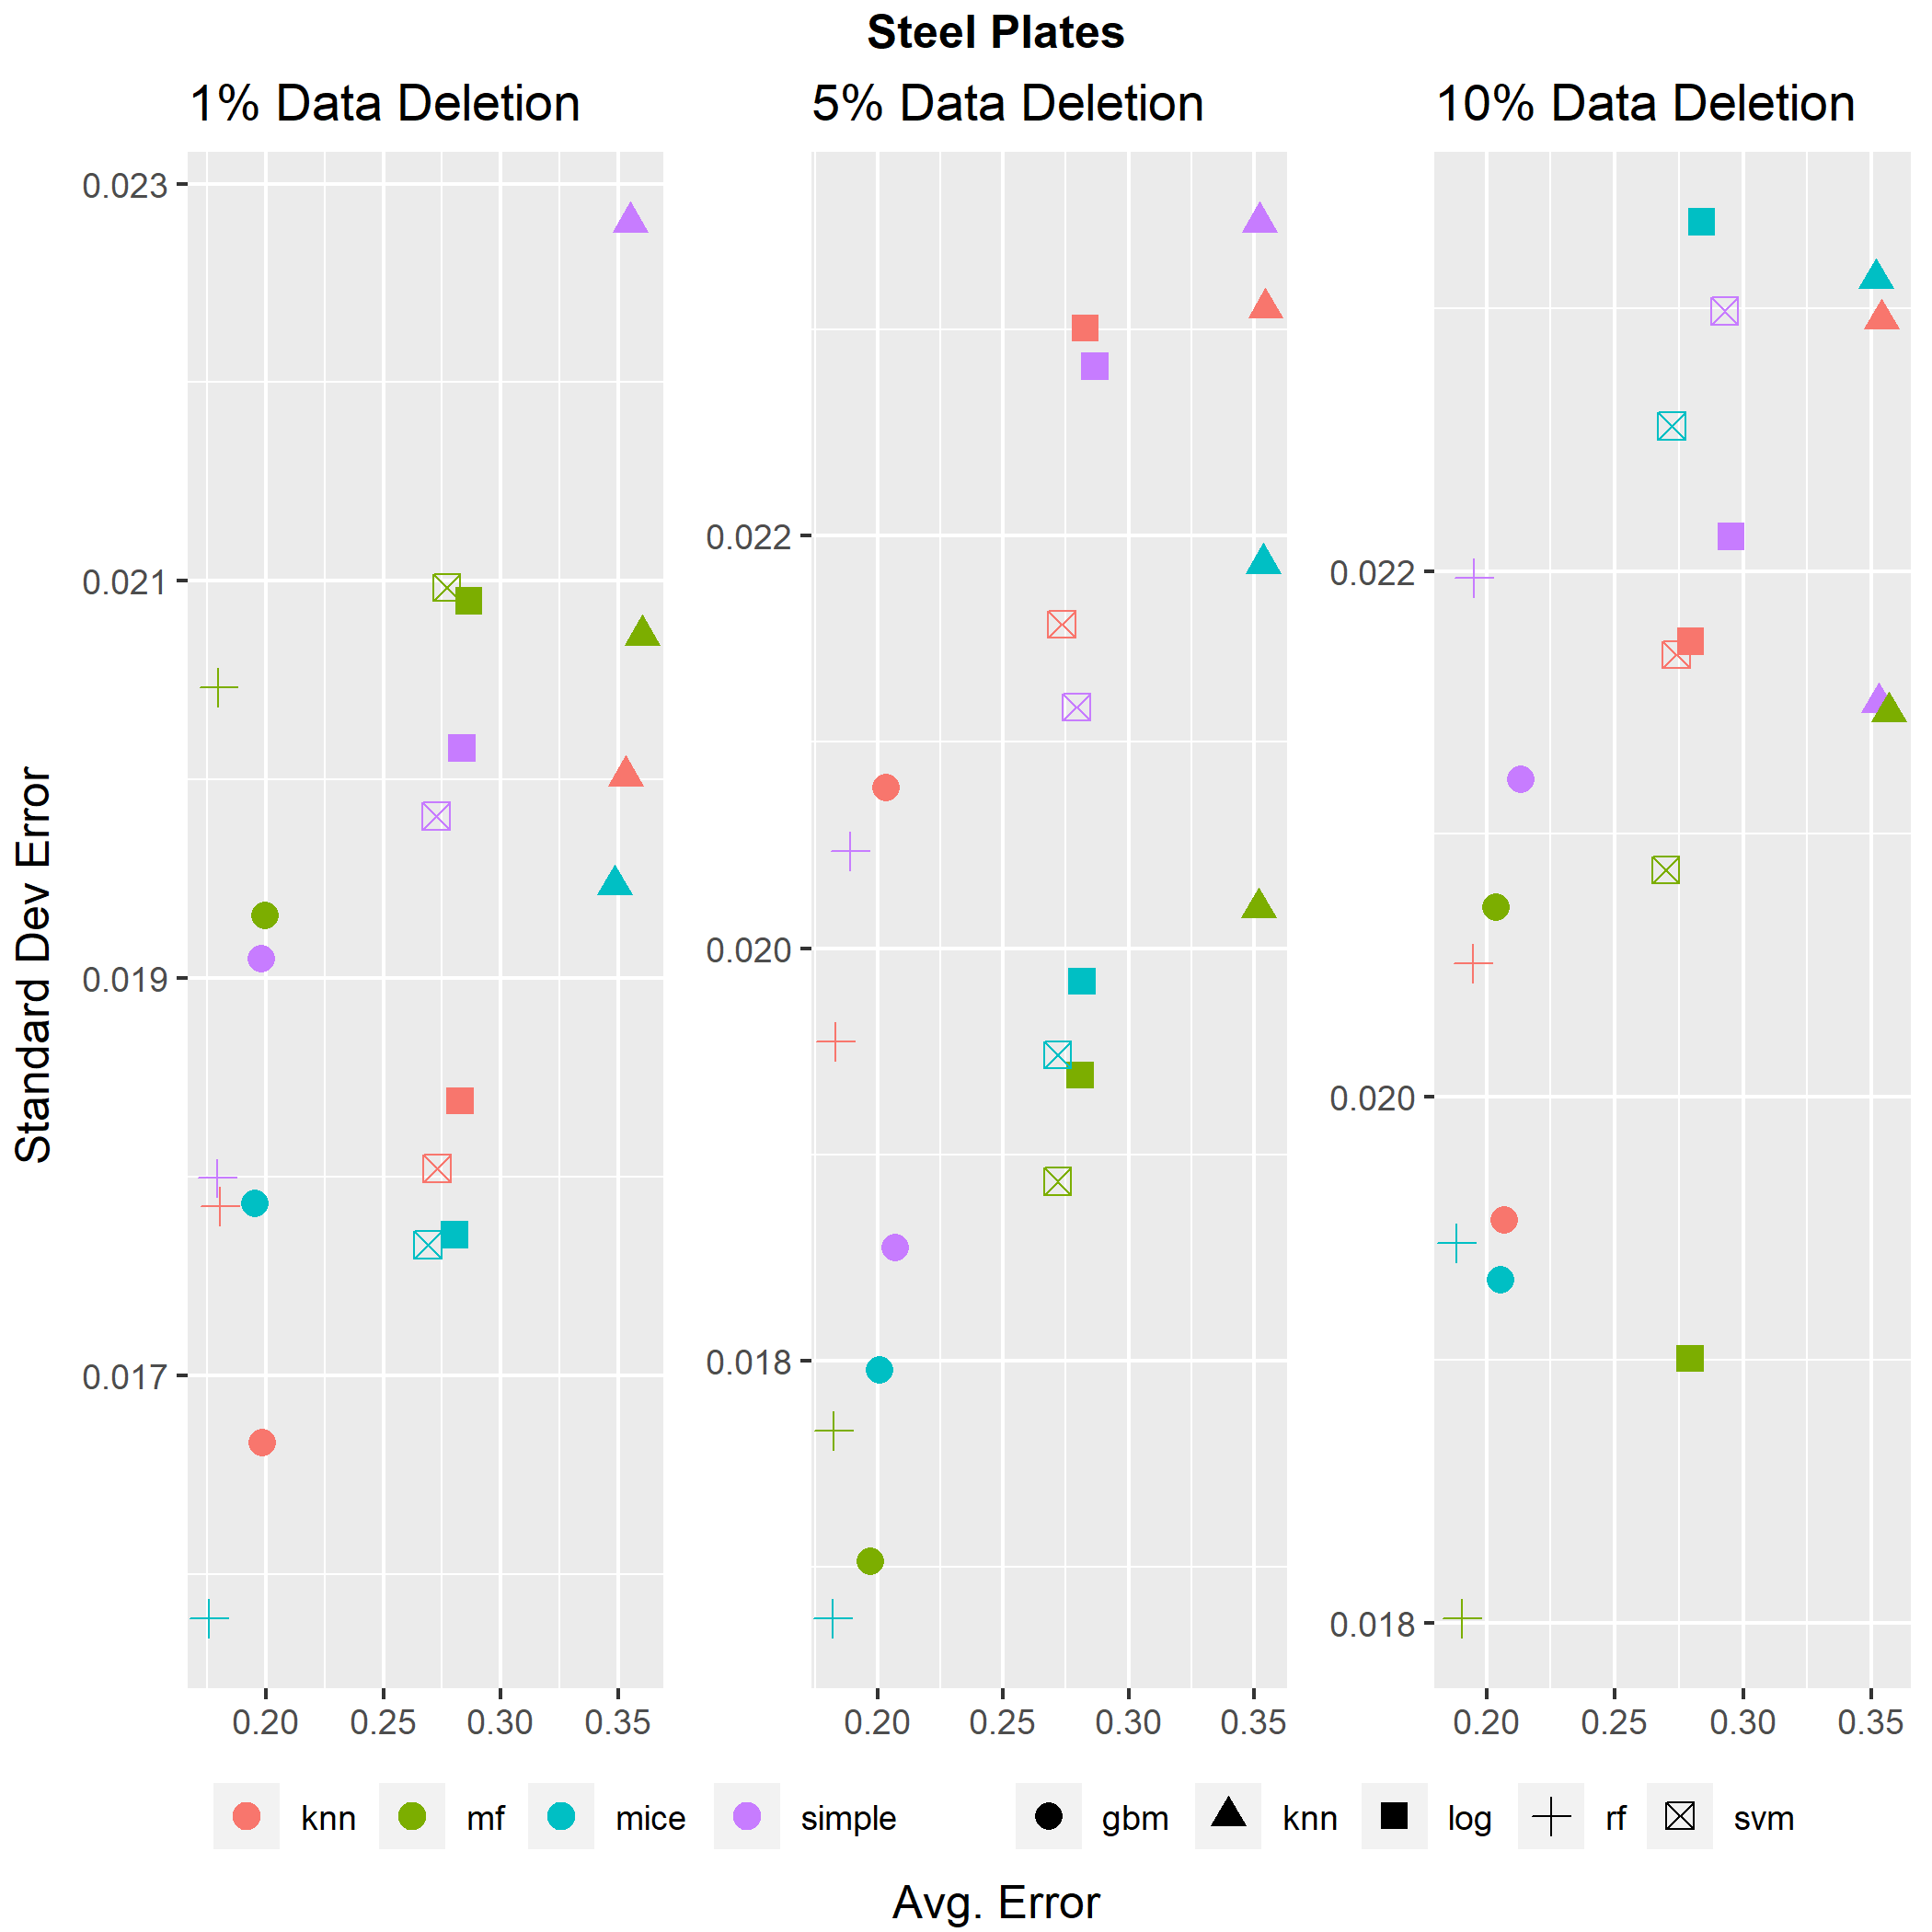 Steel Plates
1% Data Deletion
5% Data Deletion
10% Data Deletion
Standard Dev Error
0.023
0.021
0.019
0.017
0.022
0.020
0.018
0.022
0.020
0.018
0.20 0.25 0.30 0.35
0.20 0.25 0.30 0.35
0.20 0.25 0.30 0.35
knn mf mice simple
gbm knn log rf svm
Avg. Error